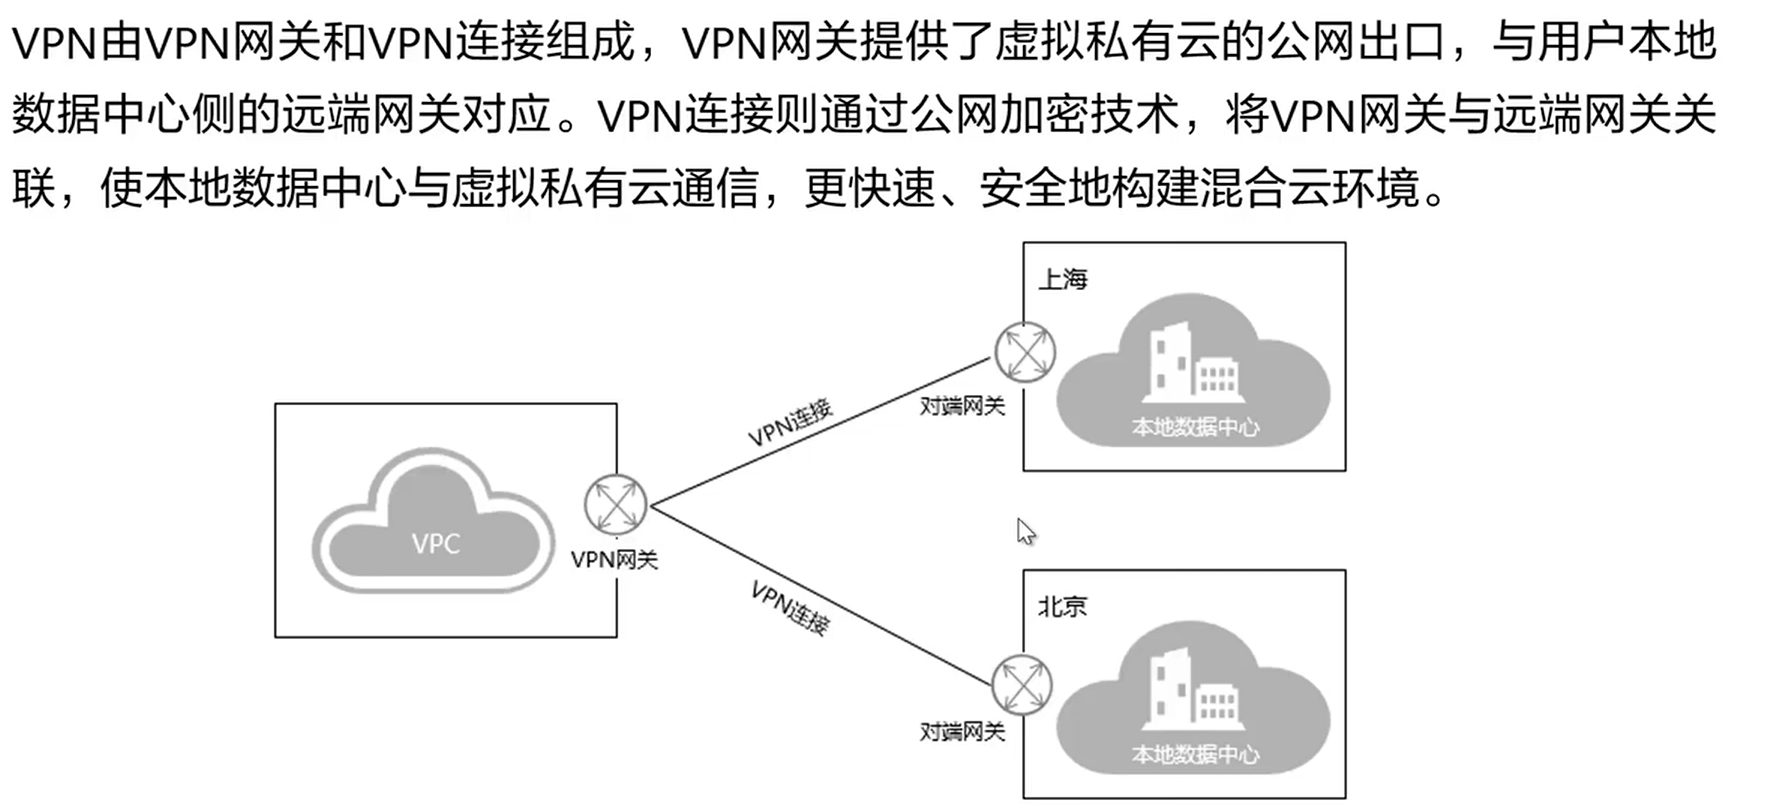 VPN由VPN网关和VPN连接组成，VPN网关提供了虚拟私有云的公网出口，与用户本地
数据中心侧的远端网关对应。VPN连接则通过公网加密技术，将VPN网关与远端网关关
联，使本地数据中心与虚拟私有云通信，更快速、安全地构建混合云环境。
上海
对端网关
本地数据中心
VPN连接
VPC
VPN网关
VPN连接
北京
对端网关
本地数据中心